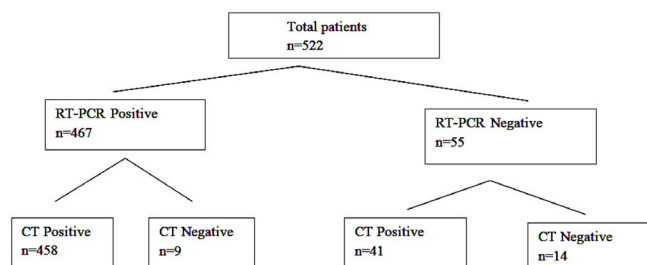 Total patients
n=522
RT-PCR Positive
n=467
RT-PCR Negative
n=55
CT Positive
n=458
CT Negative
n=9
CT Positive
n=41
CT Negative
n=14